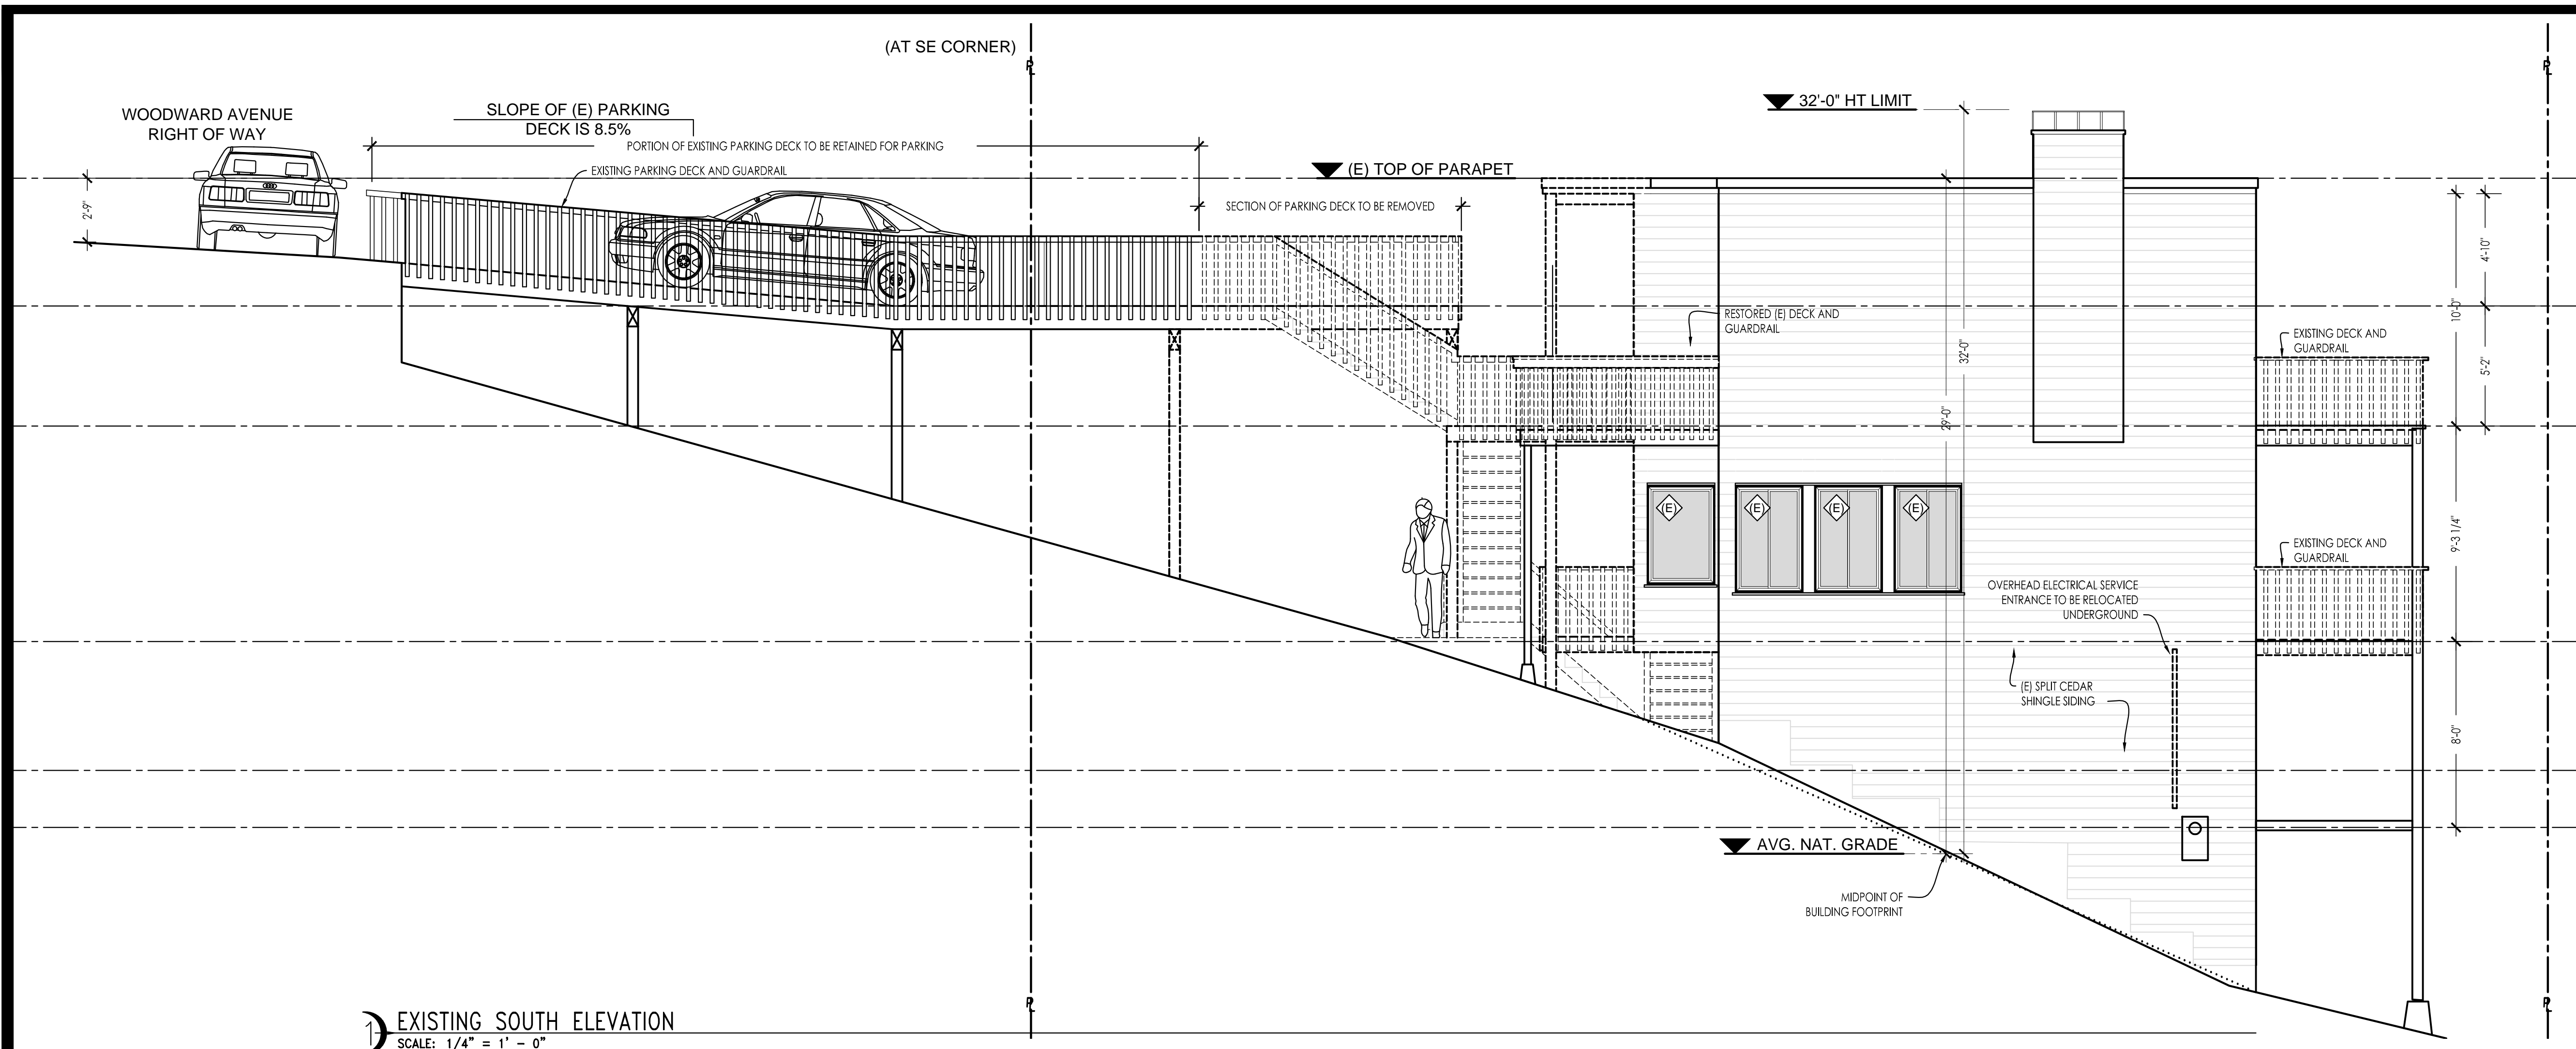 (AT SE CORNER)
PL
PL
WOODWARD AVENUE
RIGHT OF WAY
SLOPE OF (E) PARKING
DECK IS 8.5%
PORTION OF EXISTING PARKING DECK TO BE RETAINED FOR PARKING
EXISTING PARKING DECK AND GUARDRAIL
32'-0" HT LIMIT
(E) TOP OF PARAPET
SECTION OF PARKING DECK TO BE REMOVED
2'-9"
4'-10"
10'-0"
RESTORED (E) DECK AND
GUARDRAIL
32'-0"
EXISTING DECK AND
GUARDRAIL
5'-2"
29'-0"
(E)
(E)
(E)
(E)
9'-3 1/4"
EXISTING DECK AND
GUARDRAIL
OVERHEAD ELECTRICAL SERVICE
ENTRANCE TO BE RELOCATED
UNDERGROUND
(E) SPLIT CEDAR
SHINGLE SIDING
8'-0"
AVG. NAT. GRADE
MIDPOINT OF
BUILDING FOOTPRINT
PL
PL
1
EXISTING SOUTH ELEVATION
SCALE: 1/4" = 1' - 0"